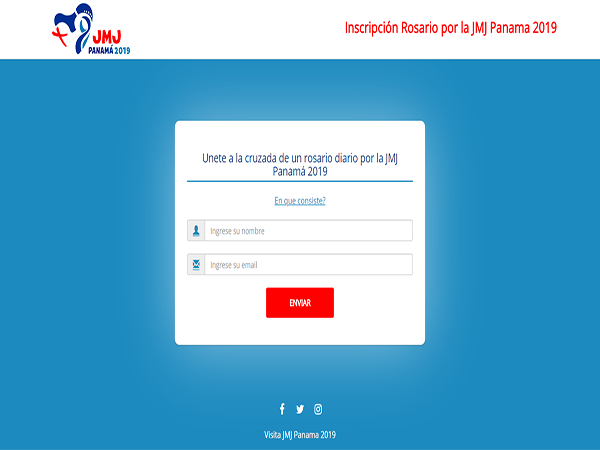 JMJ
PANAMÁ 2019
Inscripción Rosario por la JMJ Panama 2019
Unete a la cruzada de un rosario diario por la JMJ
Panamá 2019
En que consiste?
Ingrese su nombre
Ingrese su email
ENVIAR
Visita JMJ Panama 2019